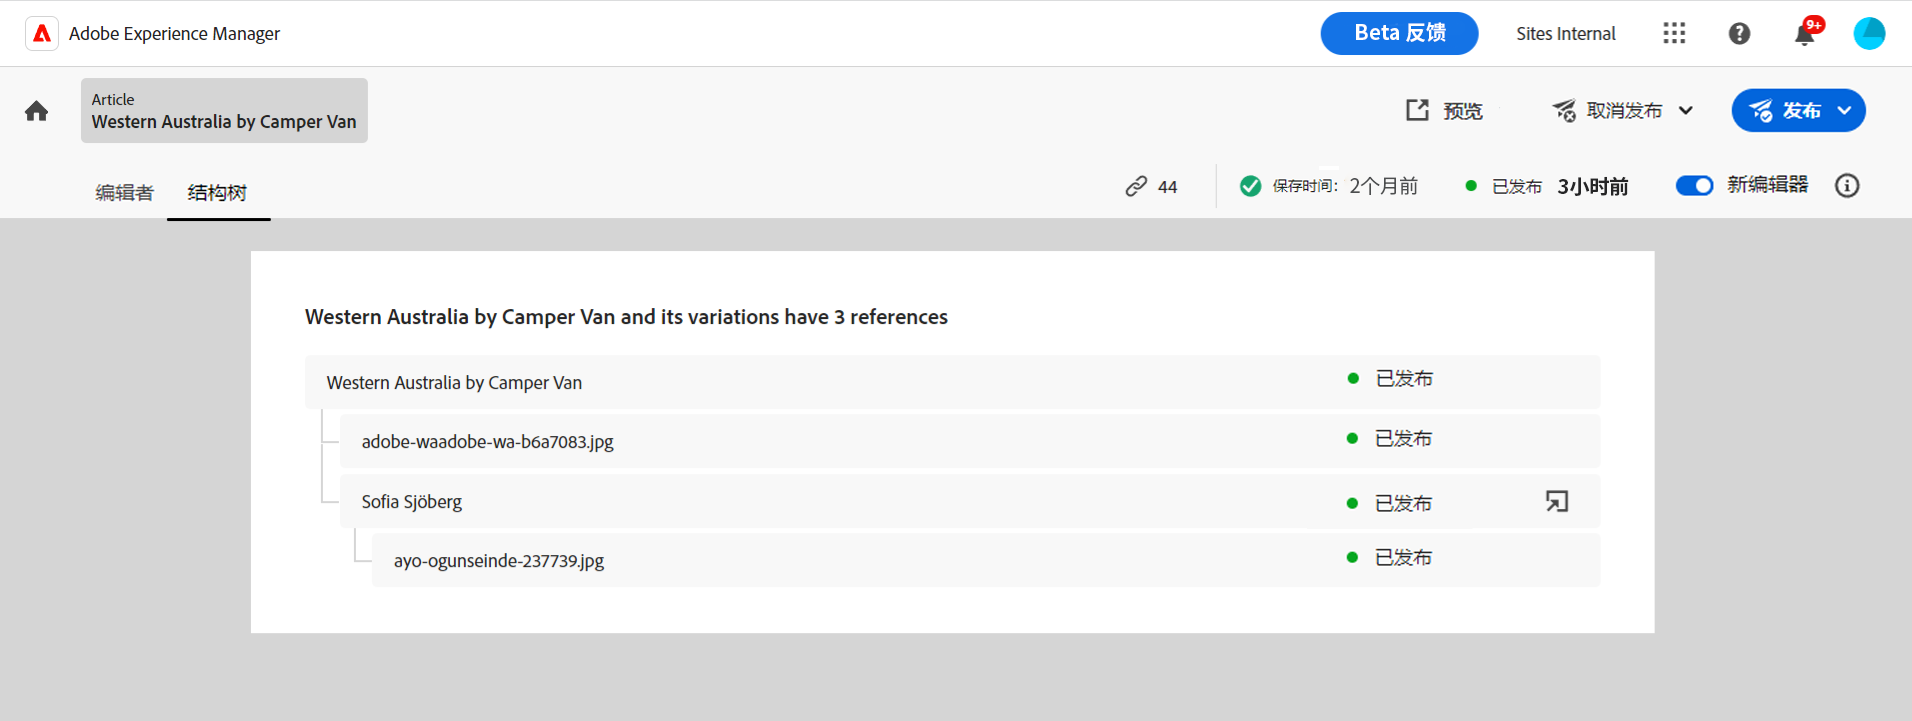 Adobe Experience Manager
Beta 反馈
Sites Internal
9+
Article
Western Australia by Camper Van
预览
取消发布
发布
编辑者
结构树
44
保存时间: 2个月前
已发布 3小时前
新编辑器
Western Australia by Camper Van and its variations have 3 references
Western Australia by Camper Van
已发布
adobe-waadobe-wa-b6a7083.jpg
已发布
Sofia Sjöberg
已发布
ayo-ogunseinde-237739.jpg
已发布